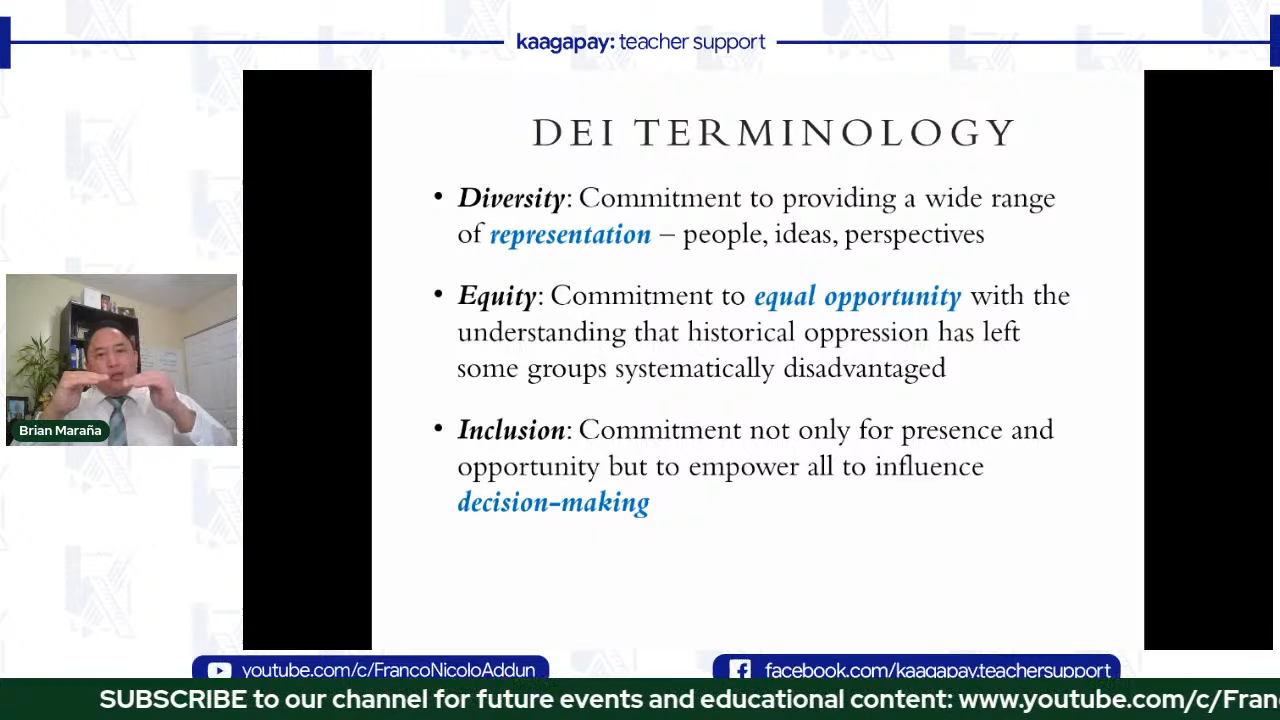 kaagapay: teacher support
DEI TERMINOLOGY
• Diversity: Commitment to providing a wide range
of representation – people, ideas, perspectives
• Equity: Commitment to equal opportunity with the
understanding that historical oppression has left
some groups systematically disadvantaged
• Inclusion: Commitment not only for presence and
opportunity but to empower all to influence
decision-making
Brian Maraña
youtube.com/c/FrancoNicoloAddun
facebook.com/kaagapay.teachersupport
SUBSCRIBE to our channel for future events and educational content: www.youtube.com/c/Fran